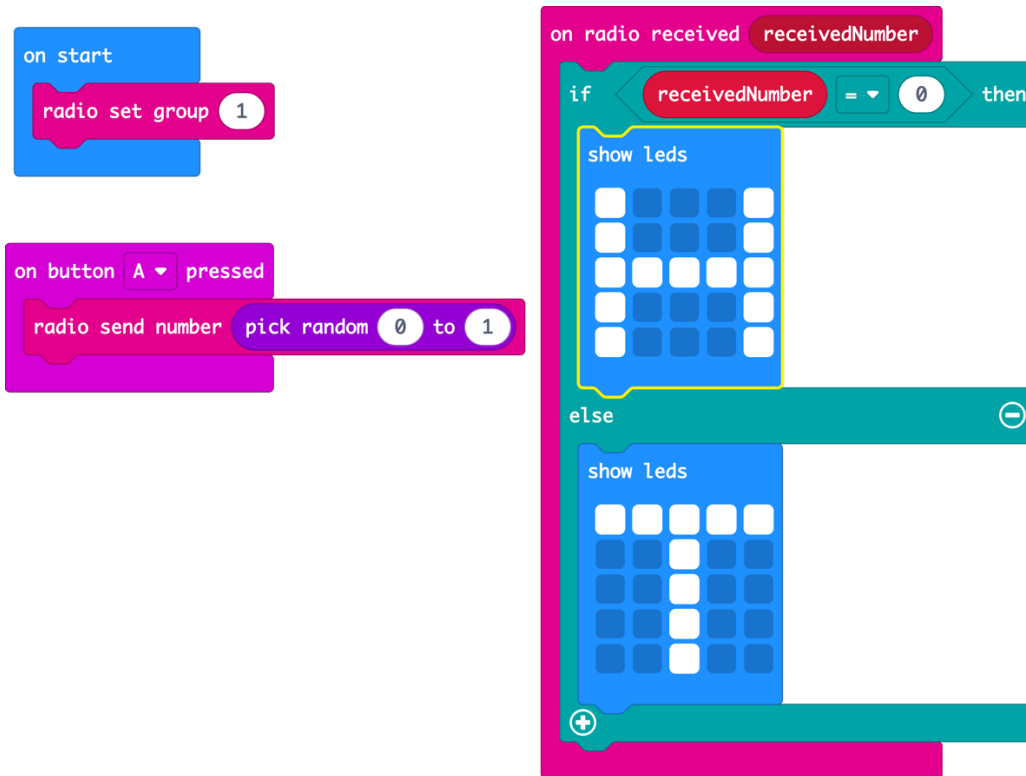 on start
radio set group 1
on button A pressed
radio send number pick random 0 to 1
on radio received receivedNumber
if receivedNumber = 0 then
show leds
else
show leds